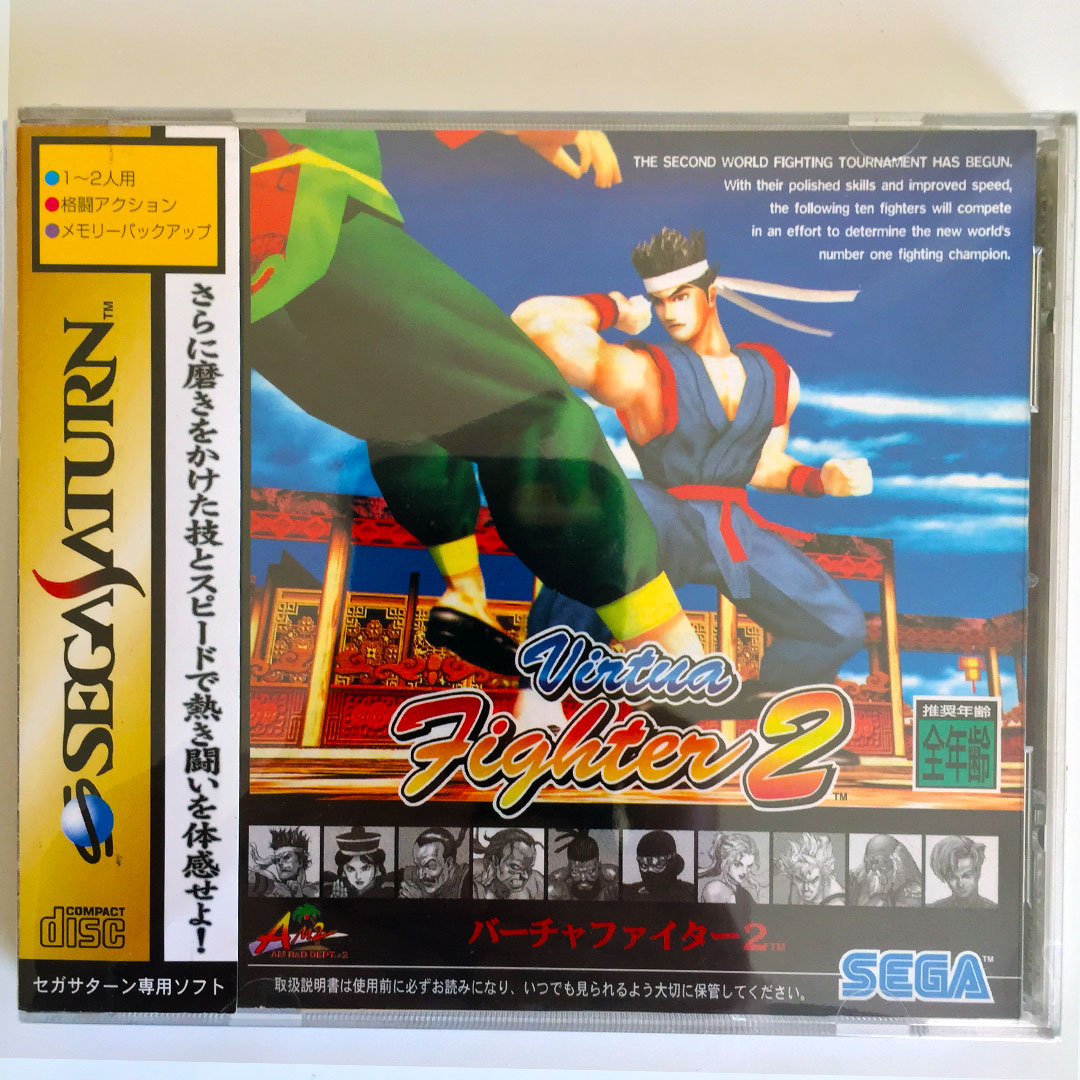 ●1～2人用
●格闘アクション
●メモリーバックアップ
SEGA SATURN™
さらに磨きをかけた技とスピードで熱き闘いを体感せよ!
COMPACT
disc
セガサターン専用ソフト
THE SECOND WORLD FIGHTING TOURNAMENT HAS BEGUN.
With their polished skills and improved speed,
the following ten fighters will compete
in an effort to determine the new world's
number one fighting champion.
Virtua
Fighter 2™
推奨年齢
全年齢
AM2
AM R&D DEPT. #2
バーチャファイター2™
SEGA™
取扱説明書は使用前に必ずお読みになり、いつでも見られるよう大切に保管してください。